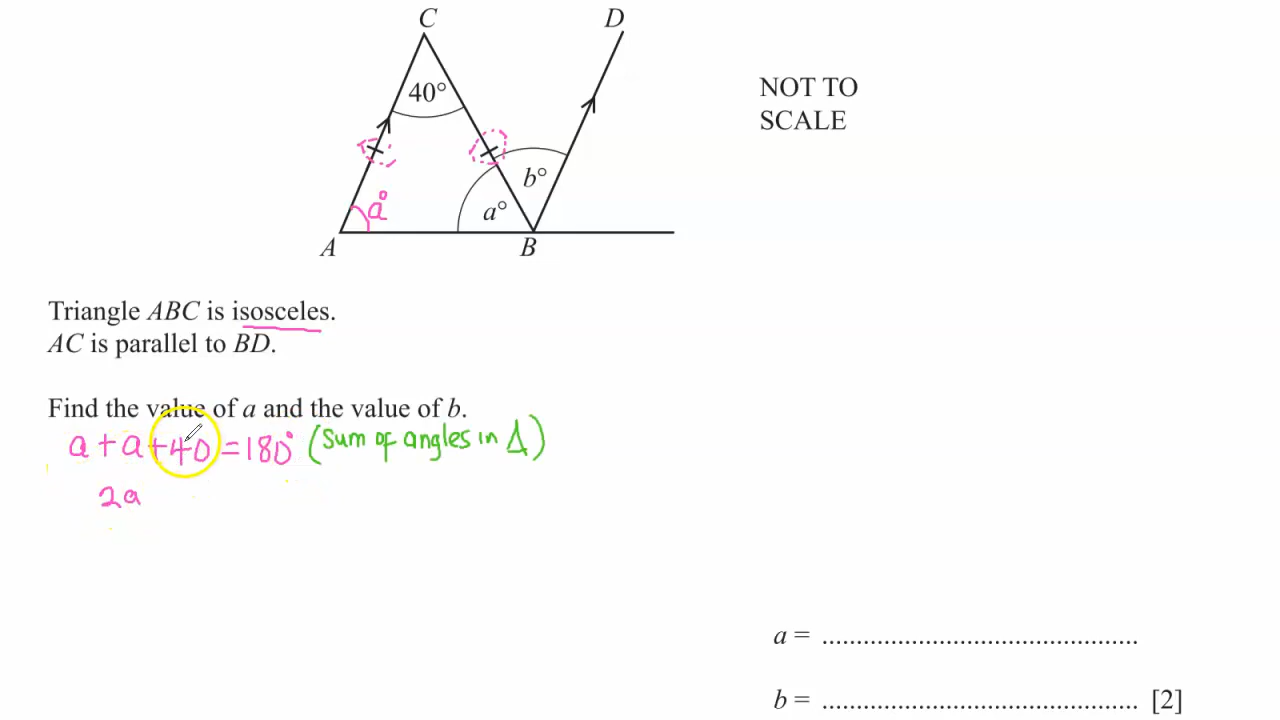 C
D
40°
NOT TO
SCALE
b°
a°
a°
A
B
Triangle ABC is isosceles.
AC is parallel to BD.
Find the value of a and the value of b.
a + a + 40 = 180° (Sum of angles in Δ)
2a
a = ..............................................
b = .............................................. [2]